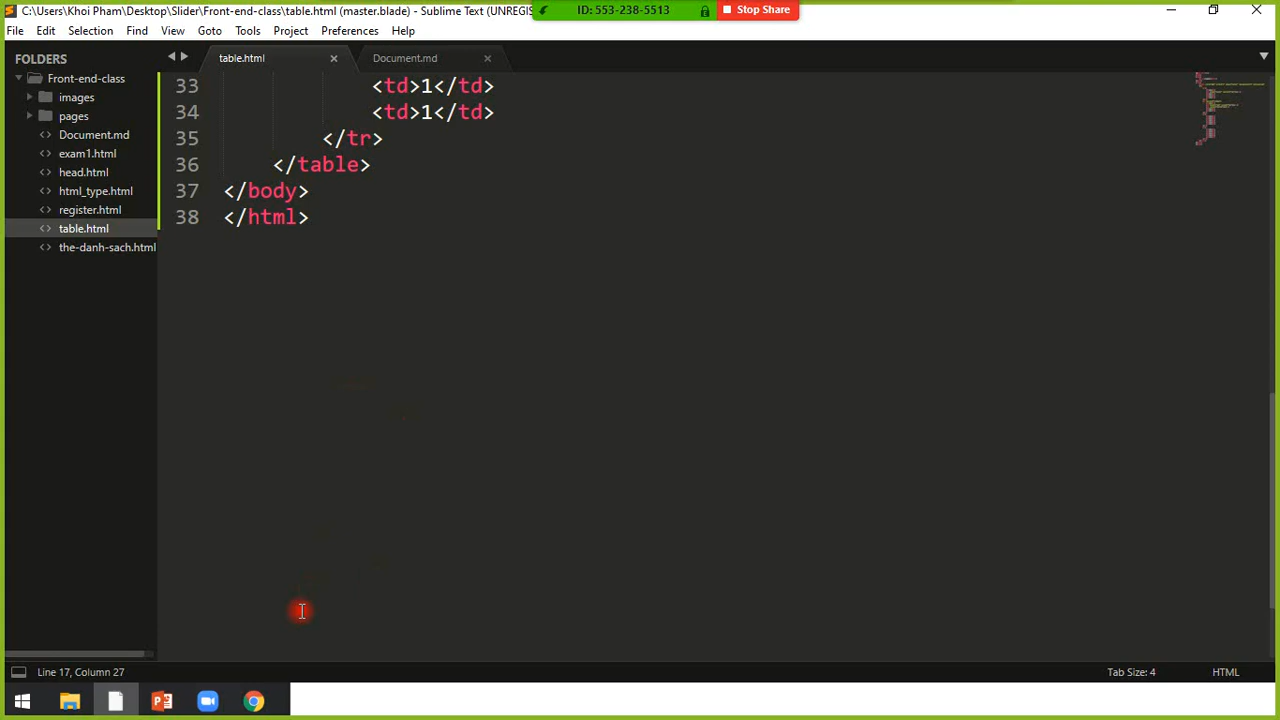 C:\Users\Khoi Pham\Desktop\Slider\Front-end-class\table.html (master.blade) - Sublime Text (UNREGIS
ID: 553-238-5513
Stop Share
File Edit Selection Find View Goto Tools Project Preferences Help
FOLDERS
Front-end-class
images
pages
Document.md
exam1.html
head.html
html_type.html
register.html
table.html
the-danh-sach.html
table.html
Document.md
33 <td>1</td>
34 <td>1</td>
35 </tr>
36 </table>
37 </body>
38 </html>
Line 17, Column 27
Tab Size: 4
HTML